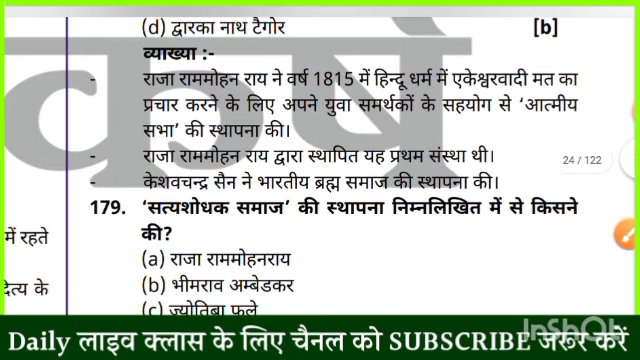 (d) द्वारका नाथ टैगोर [b]
व्याख्या :-
- राजा राममोहन राय ने वर्ष 1815 में हिन्दू धर्म में एकेश्वरवादी मत का
प्रचार करने के लिए अपने युवा समर्थकों के सहयोग से ‘आत्मीय
सभा’ की स्थापना की।
- राजा राममोहन राय द्वारा स्थापित यह प्रथम संस्था थी।
24 / 122
- केशवचन्द्र सैन ने भारतीय ब्रह्म समाज की स्थापना की।
179. ‘सत्यशोधक समाज’ की स्थापना निम्नलिखित में से किसने
में रहते
की?
(a) राजा राममोहनराय
दित्य के
(b) भीमराव अम्बेडकर
(c) ज्योतिबा फूले
InShOt
Daily लाइव क्लास के लिए चैनल को SUBSCRIBE जरूर करें